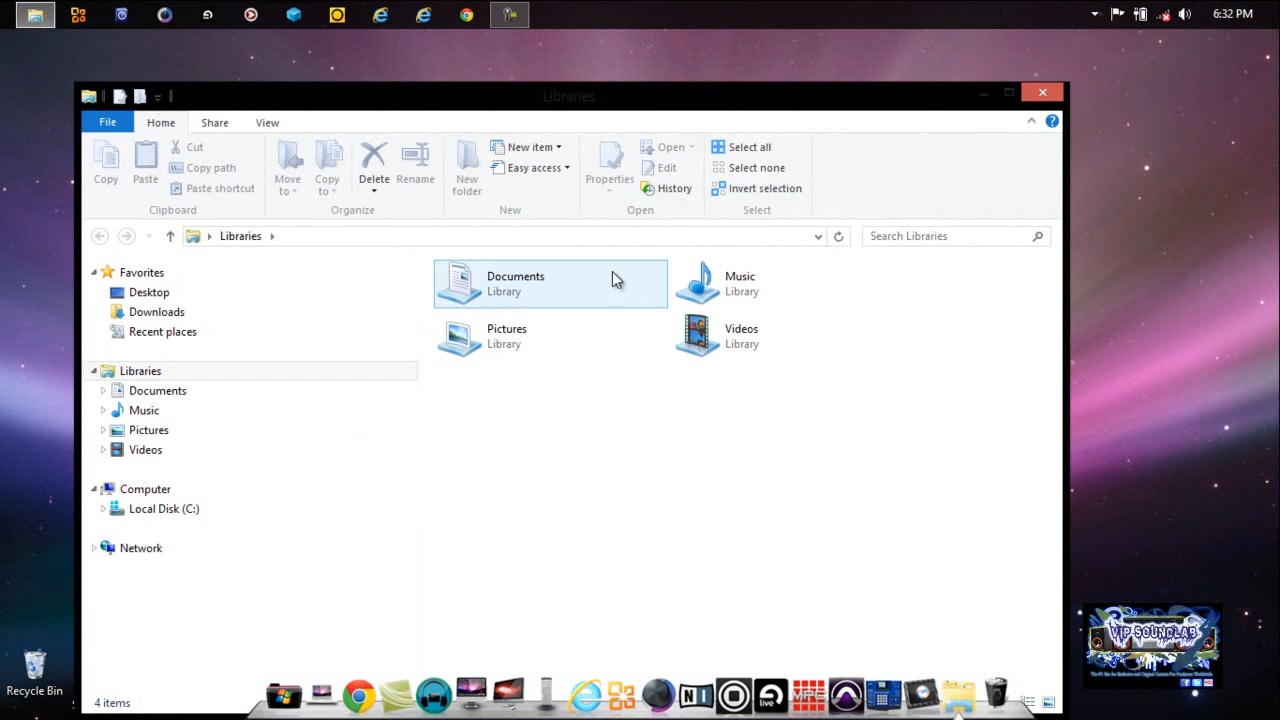 6:32 PM
Libraries
File Home Share View
Copy
Paste
Cut
Copy path
Paste shortcut
Clipboard
Move to
Copy to
Delete
Rename
Organize
New folder
New item
Easy access
New
Properties
Open
Edit
History
Open
Select all
Select none
Invert selection
Select
Libraries
Search Libraries
Favorites
Desktop
Downloads
Recent places
Libraries
Documents
Music
Pictures
Videos
Computer
Local Disk (C:)
Network
Documents
Library
Music
Library
Pictures
Library
Videos
Library
4 items
Recycle Bin
VIP SOUNDLAB
NI
live
MPC